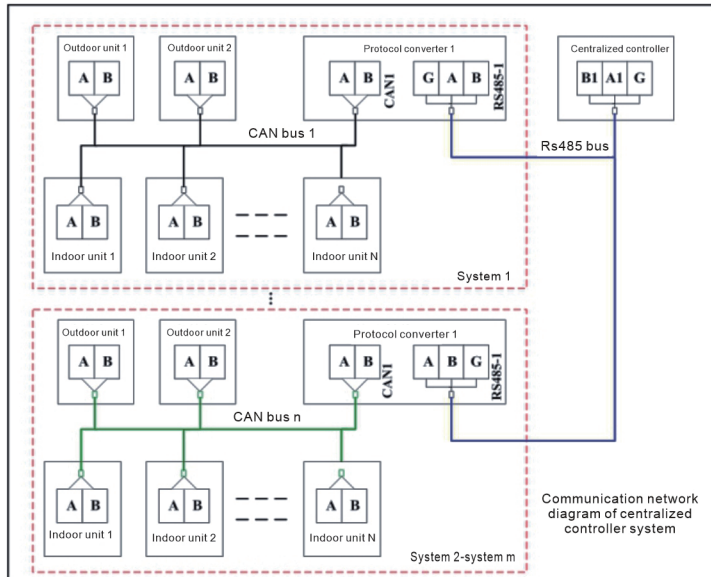 Outdoor unit 1
Outdoor unit 2
Protocol converter 1
Centralized controller
A B
A B
A B
CAN1
G A B
RS485-1
B1 A1 G
CAN bus 1
Rs485 bus
A B
A B
A B
Indoor unit 1
Indoor unit 2
Indoor unit N
System 1
Outdoor unit 1
Outdoor unit 2
Protocol converter 1
A B
A B
A B
CAN1
A B G
RS485-1
CAN bus n
A B
A B
A B
Indoor unit 1
Indoor unit 2
Indoor unit N
System 2-system m
Communication network
diagram of centralized
controller system